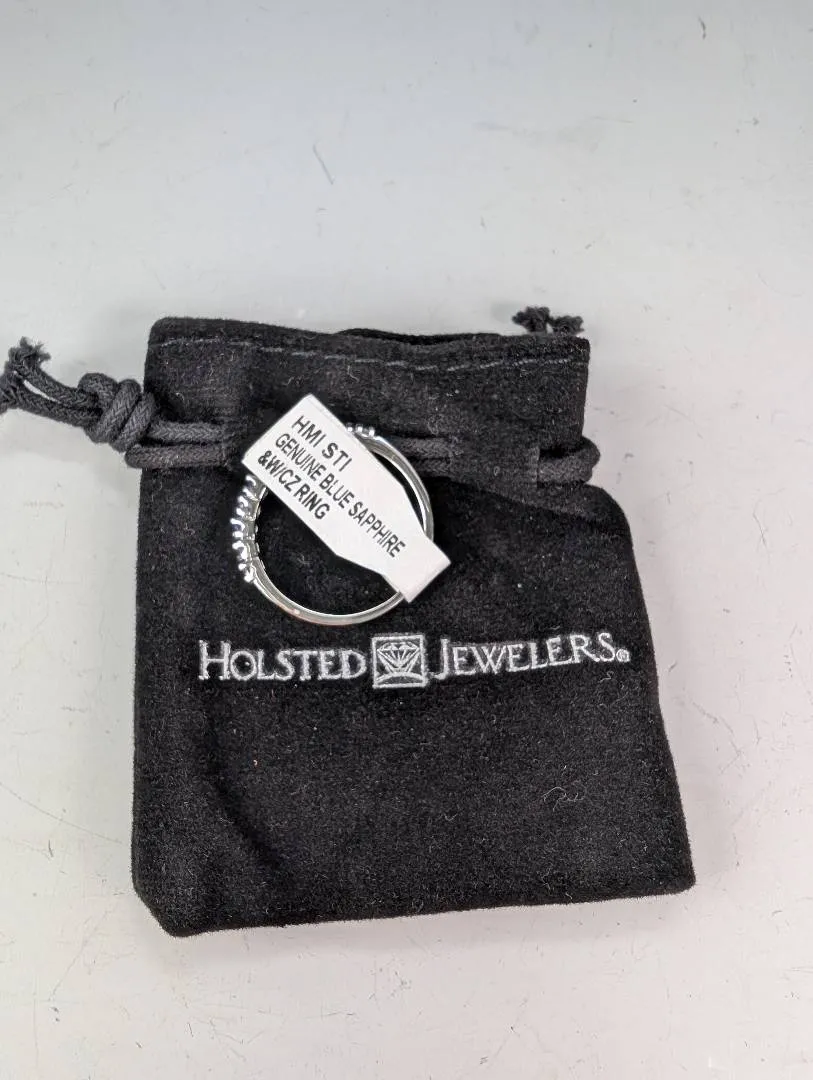 HMI STI
GENUINE BLUE SAPPHIRE
&W/CZ RING
HOLSTED JEWELERS®